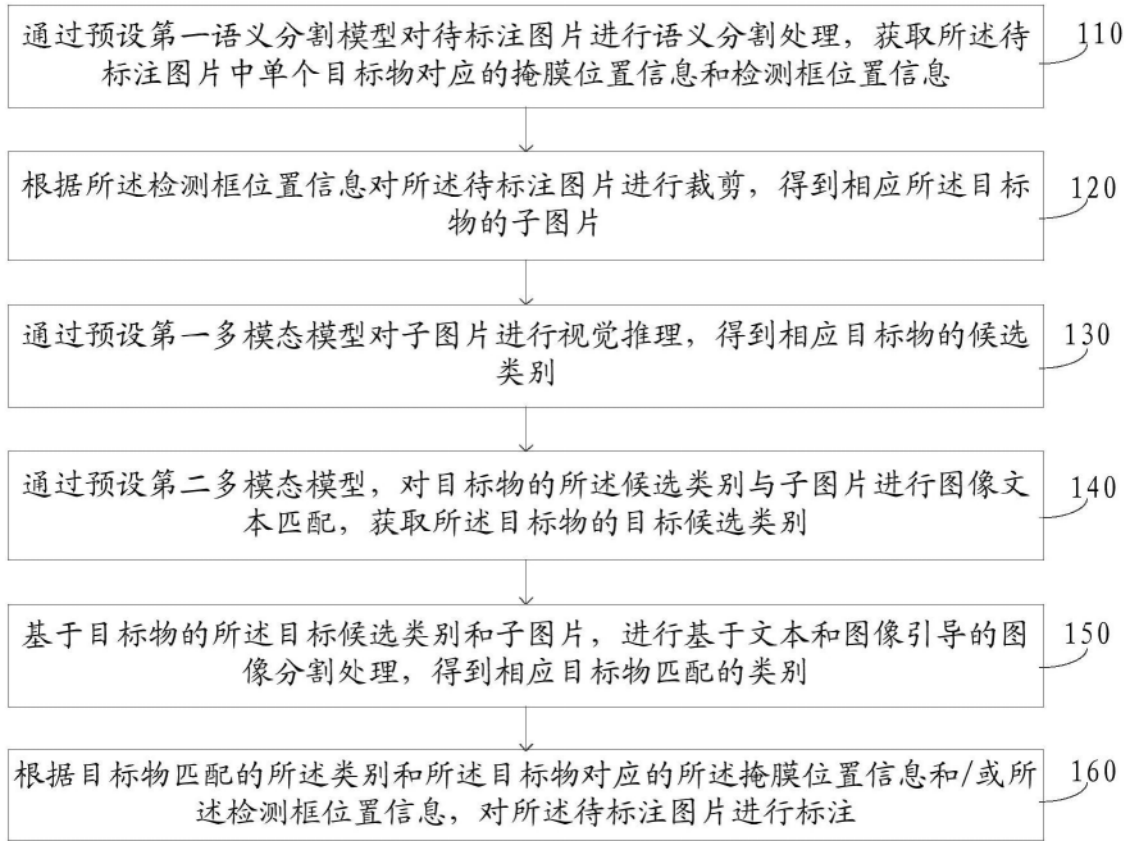 通过预设第一语义分割模型对待标注图片进行语义分割处理，获取所述待
标注图片中单个目标物对应的掩膜位置信息和检测框位置信息
110
根据所述检测框位置信息对所述待标注图片进行裁剪，得到相应所述目标
物的子图片
120
通过预设第一多模态模型对子图片进行视觉推理，得到相应目标物的候选
类别
130
通过预设第二多模态模型，对目标物的所述候选类别与子图片进行图像文
本匹配，获取所述目标物的目标候选类别
140
基于目标物的所述目标候选类别和子图片，进行基于文本和图像引导的图
像分割处理，得到相应目标物匹配的类别
150
根据目标物匹配的所述类别和所述目标物对应的所述掩膜位置信息和/或所
述检测框位置信息，对所述待标注图片进行标注
160